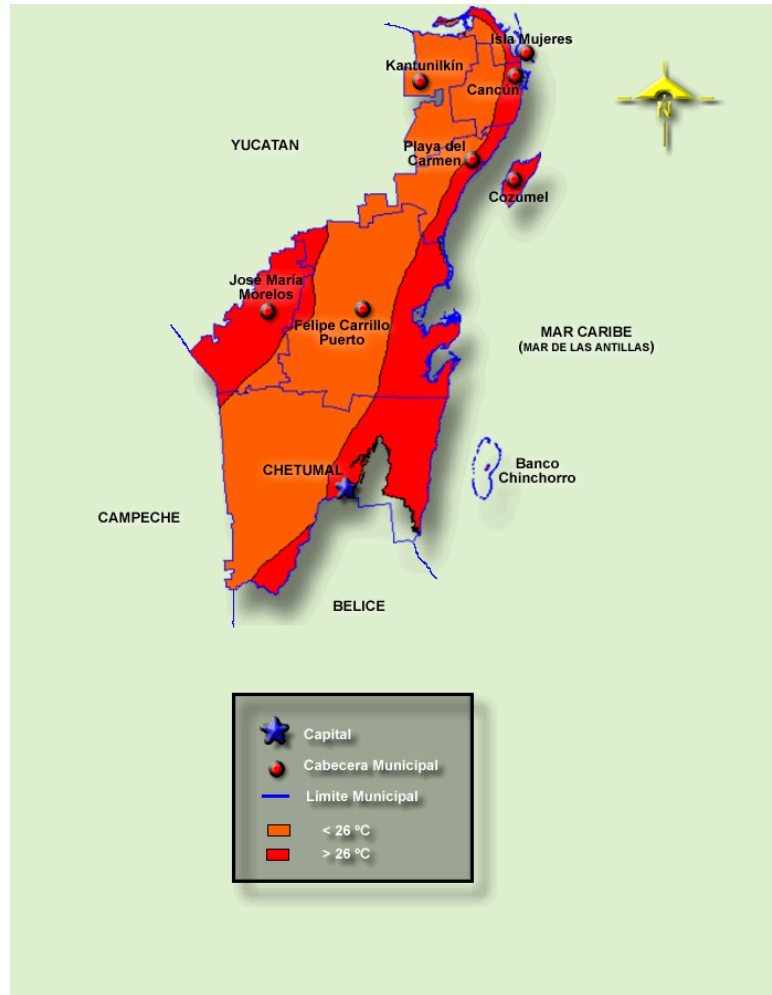 Isla Mujeres
Kantunilkín
Cancún
N
YUCATAN
Playa del
Carmen
Cozumel
José María
Morelos
Felipe Carrillo
Puerto
MAR CARIBE
(MAR DE LAS ANTILLAS)
CHETUMAL
Banco
Chinchorro
CAMPECHE
BELICE
Capital
Cabecera Municipal
Límite Municipal
< 26 ºC
> 26 ºC